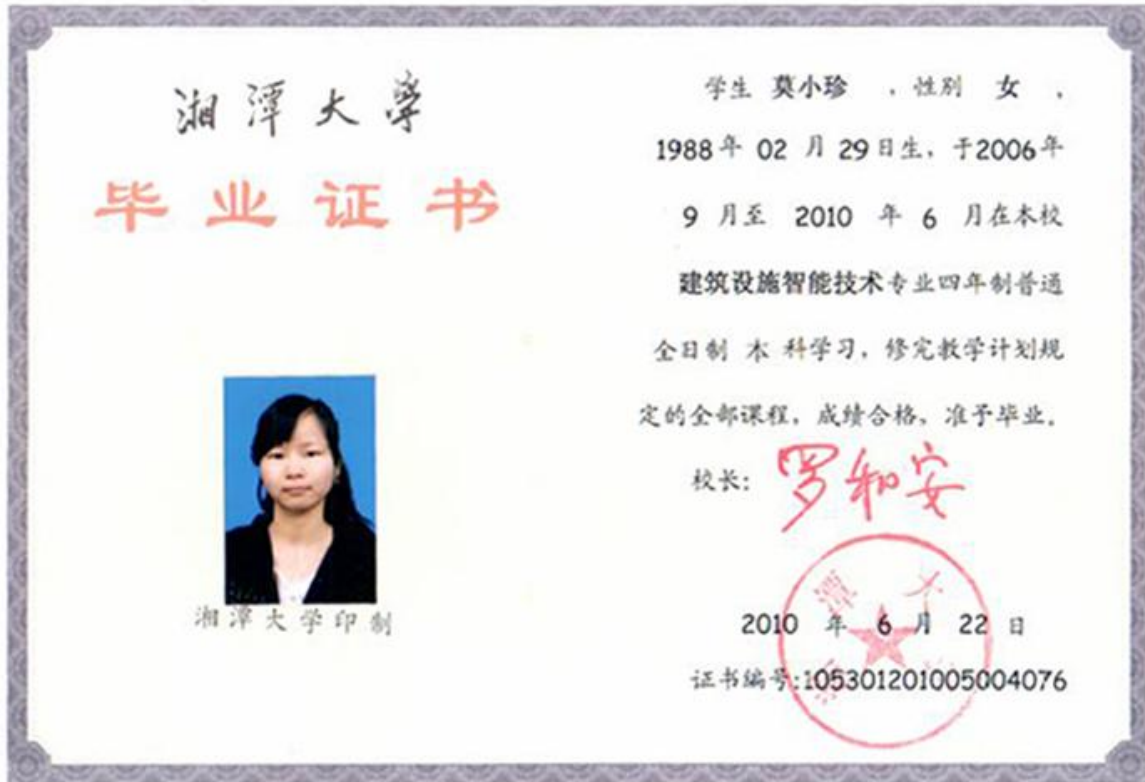 湘潭大学
毕业证书
湘潭大学印制
学生 莫小珍 ，性别 女 ，
1988年 02 月 29日生，于2006年
9 月至 2010 年 6 月在本校
建筑设施智能技术专业四年制普通
全日制 本 科学习，修完教学计划规
定的全部课程，成绩合格，准予毕业。
校长：罗和安
湘潭大学
2010 年 6 月 22 日
证书编号:105301201005004076